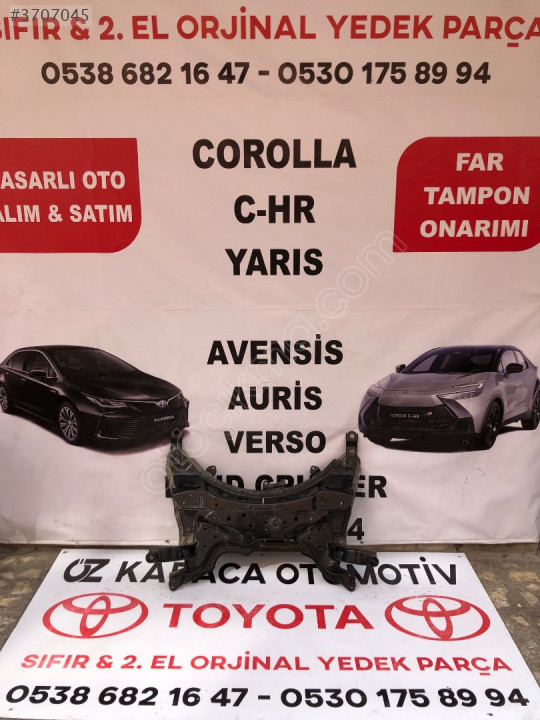 #3707045
SIFIR & 2. EL ORJİNAL YEDEK PARÇA
0538 682 16 47 - 0530 175 89 94
ASARLI OTO
ALIM & SATIM
COROLLA
C-HR
YARIS
FAR
TAMPON
ONARIMI
AVENSİS
AURİS
VERSO
4
ÖZ KARACA OTOMOTİV
TOYOTA
SIFIR & 2. EL ORJİNAL YEDEK PARÇA
0538 682 16 47 - 0530 175 89 94